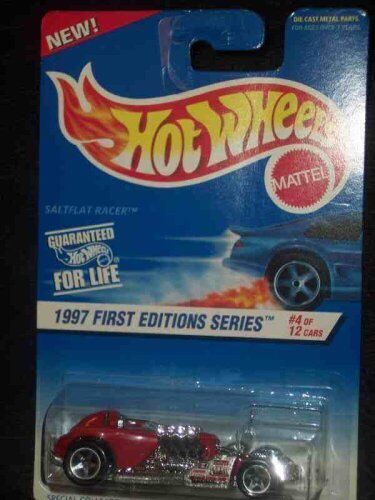 NEW!
DIE CAST METAL PARTS
FOR AGES OVER 3 YEARS
Hot Wheels
MATTEL
SALTFLAT RACER™
GUARANTEED
Hot Wheels
FOR LIFE
1997 FIRST EDITIONS SERIES™
#4 OF
12 CARS
SPECIAL